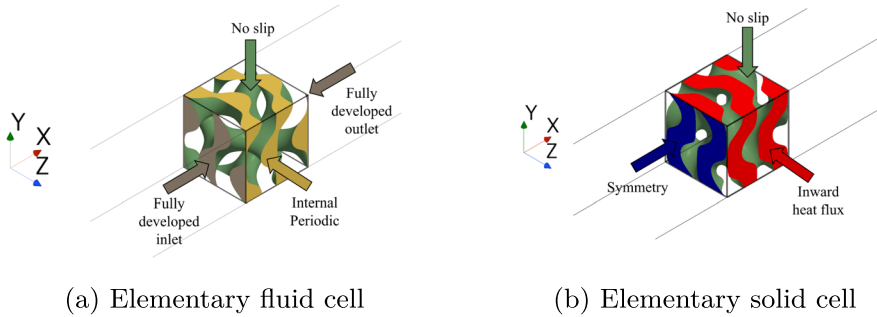 No slip
Fully
developed
outlet
Y
X
Z
Fully
developed
inlet
Internal
Periodic
(a) Elementary fluid cell
No slip
Y
X
Z
Symmetry
Inward
heat flux
(b) Elementary solid cell